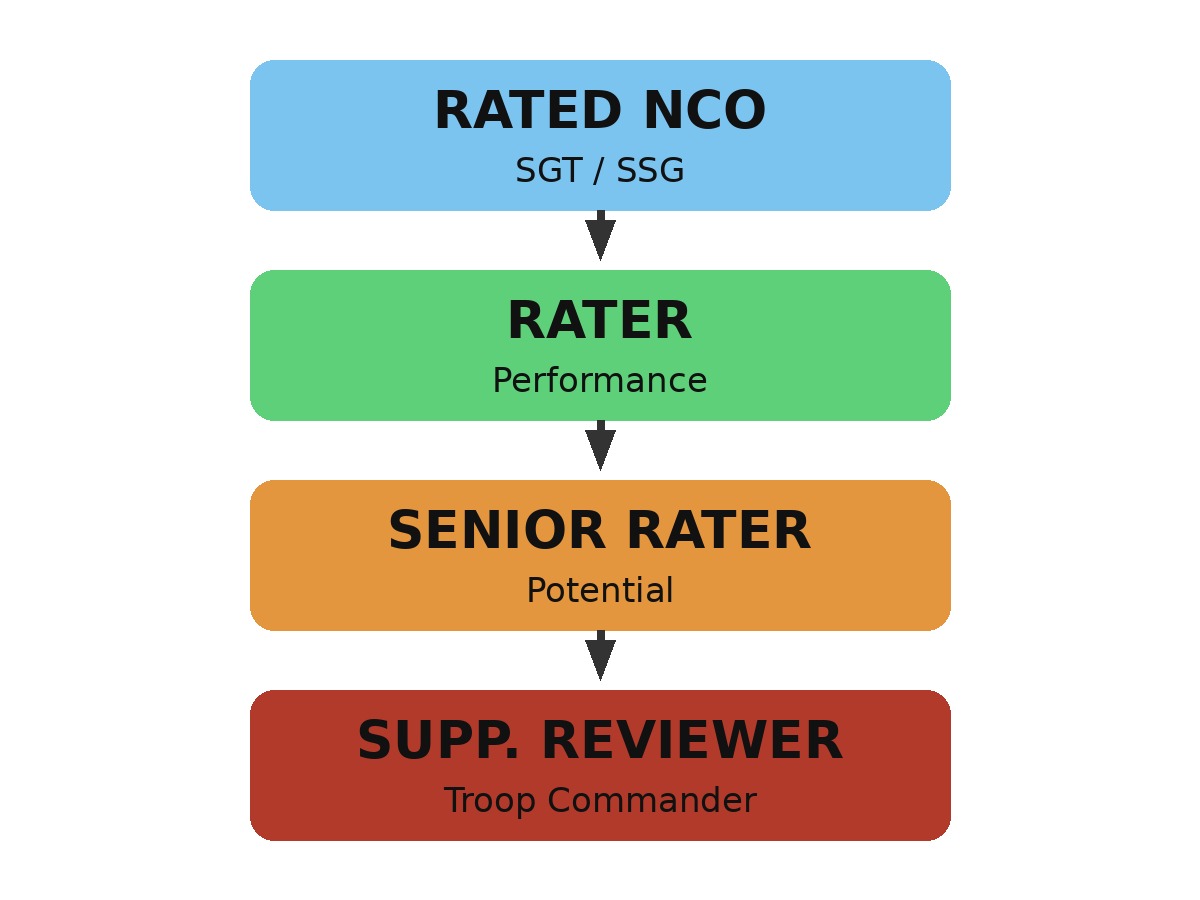 RATED NCO
SGT / SSG
RATER
Performance
SENIOR RATER
Potential
SUPP. REVIEWER
Troop Commander